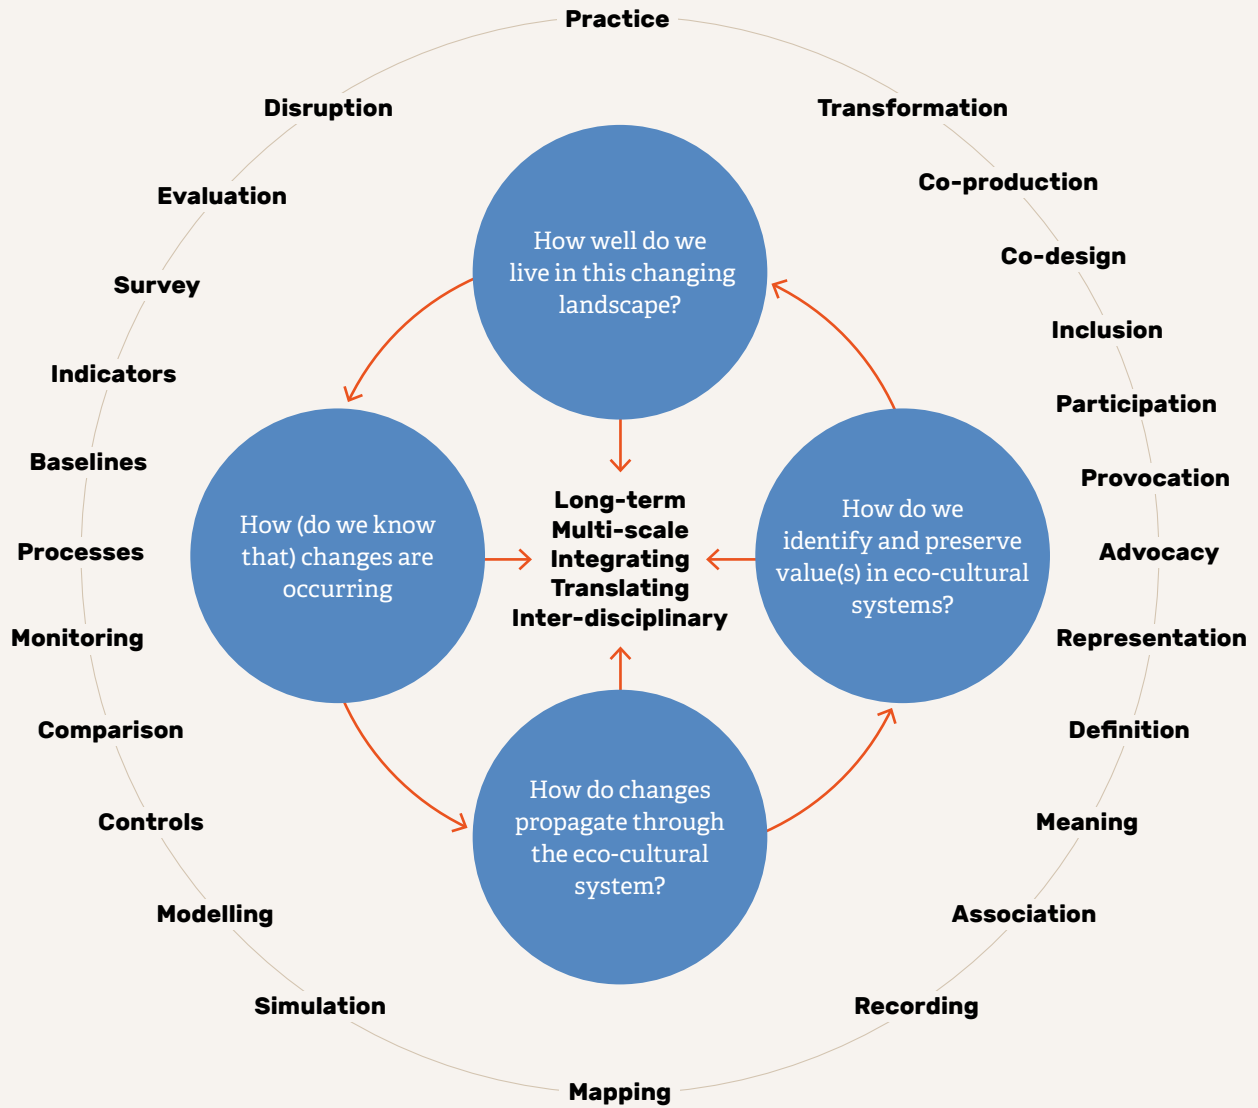 Practice
Disruption
Transformation
Co-production
Evaluation
Co-design
Survey
Inclusion
Indicators
Participation
Baselines
Provocation
Processes
Advocacy
Monitoring
Representation
Comparison
Definition
Controls
Meaning
Modelling
Association
Simulation
Recording
Mapping
How well do we
live in this changing
landscape?
How (do we know
that) changes are
occurring
Long-term
Multi-scale
Integrating
Translating
Inter-disciplinary
How do we
identify and preserve
value(s) in eco-cultural
systems?
How do changes
propagate through
the eco-cultural
system?